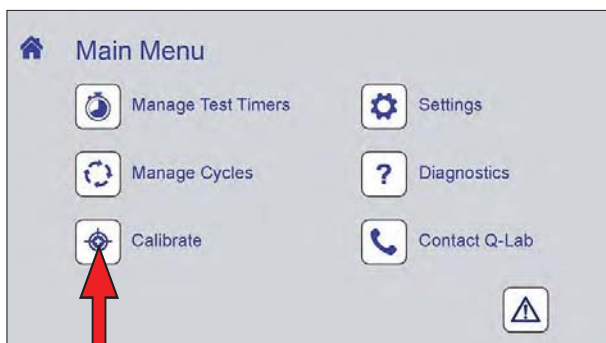 Main Menu
Manage Test Timers
Settings
Manage Cycles
?
Diagnostics
Calibrate
Contact Q-Lab